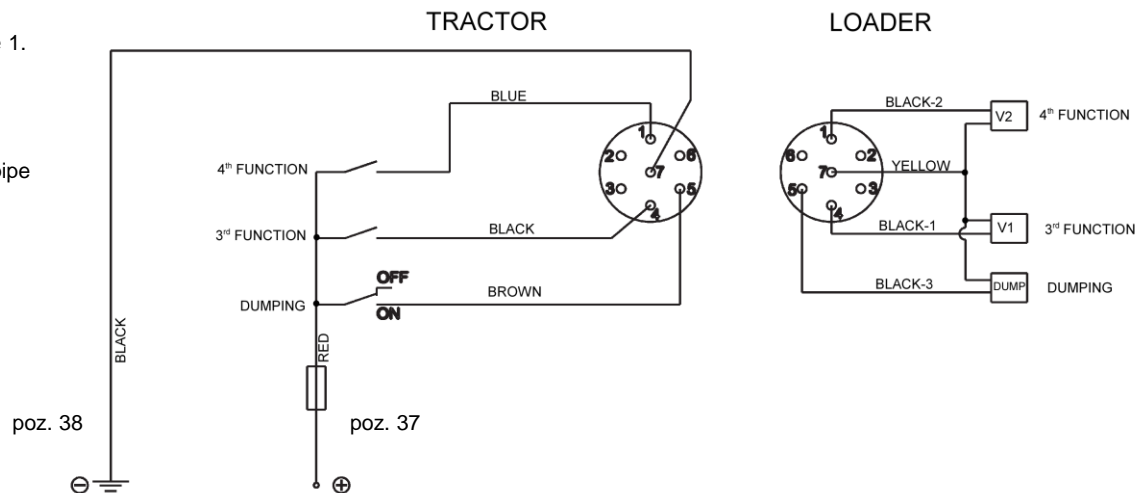 TRACTOR
LOADER
1.
pipe
BLUE
BLACK-2
V2
4th FUNCTION
1
2
6
7
3
5
4
1
6
2
7
5
3
4
YELLOW
4th FUNCTION
3rd FUNCTION
BLACK
BLACK-1
V1
3rd FUNCTION
OFF
DUMPING
ON
BROWN
BLACK-3
DUMP
DUMPING
BLACK
RED
poz. 38
poz. 37